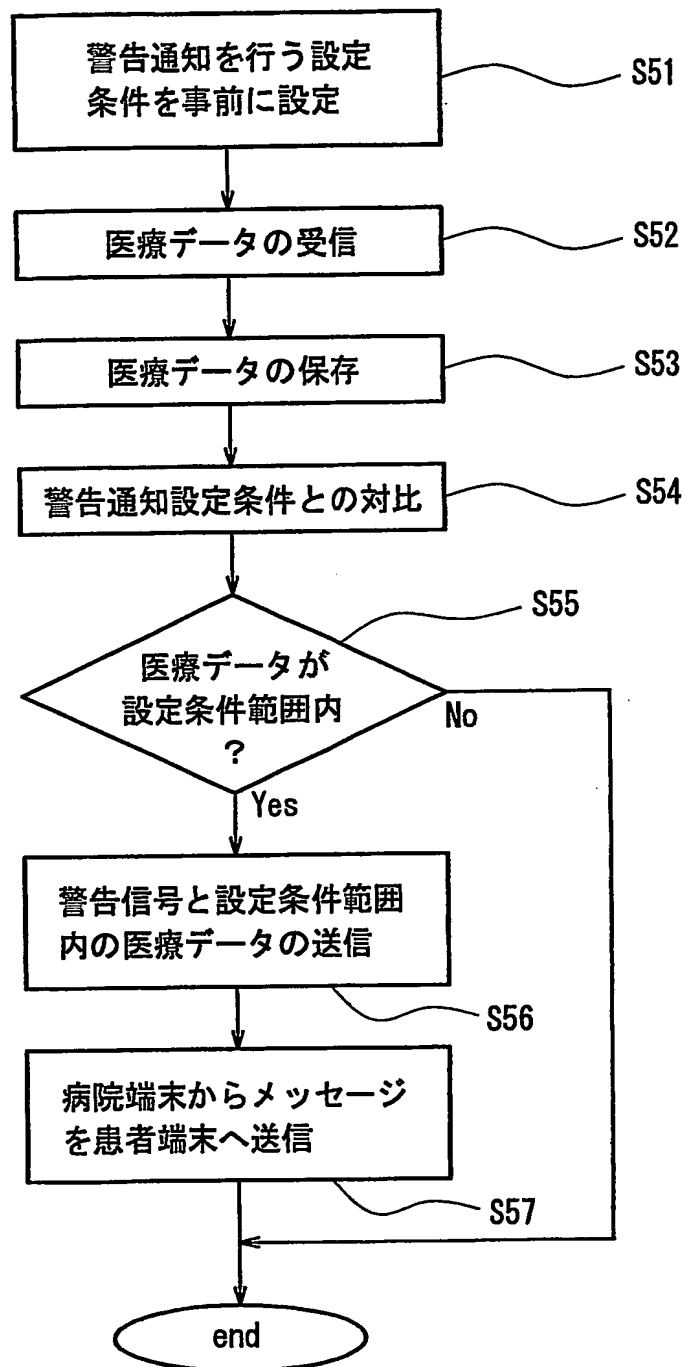 警告通知を行う設定
条件を事前に設定
S51
医療データの受信
S52
医療データの保存
S53
警告通知設定条件との対比
S54
S55
医療データが
設定条件範囲内
?
No
Yes
警告信号と設定条件範囲
内の医療データの送信
S56
病院端末からメッセージ
を患者端末へ送信
S57
end